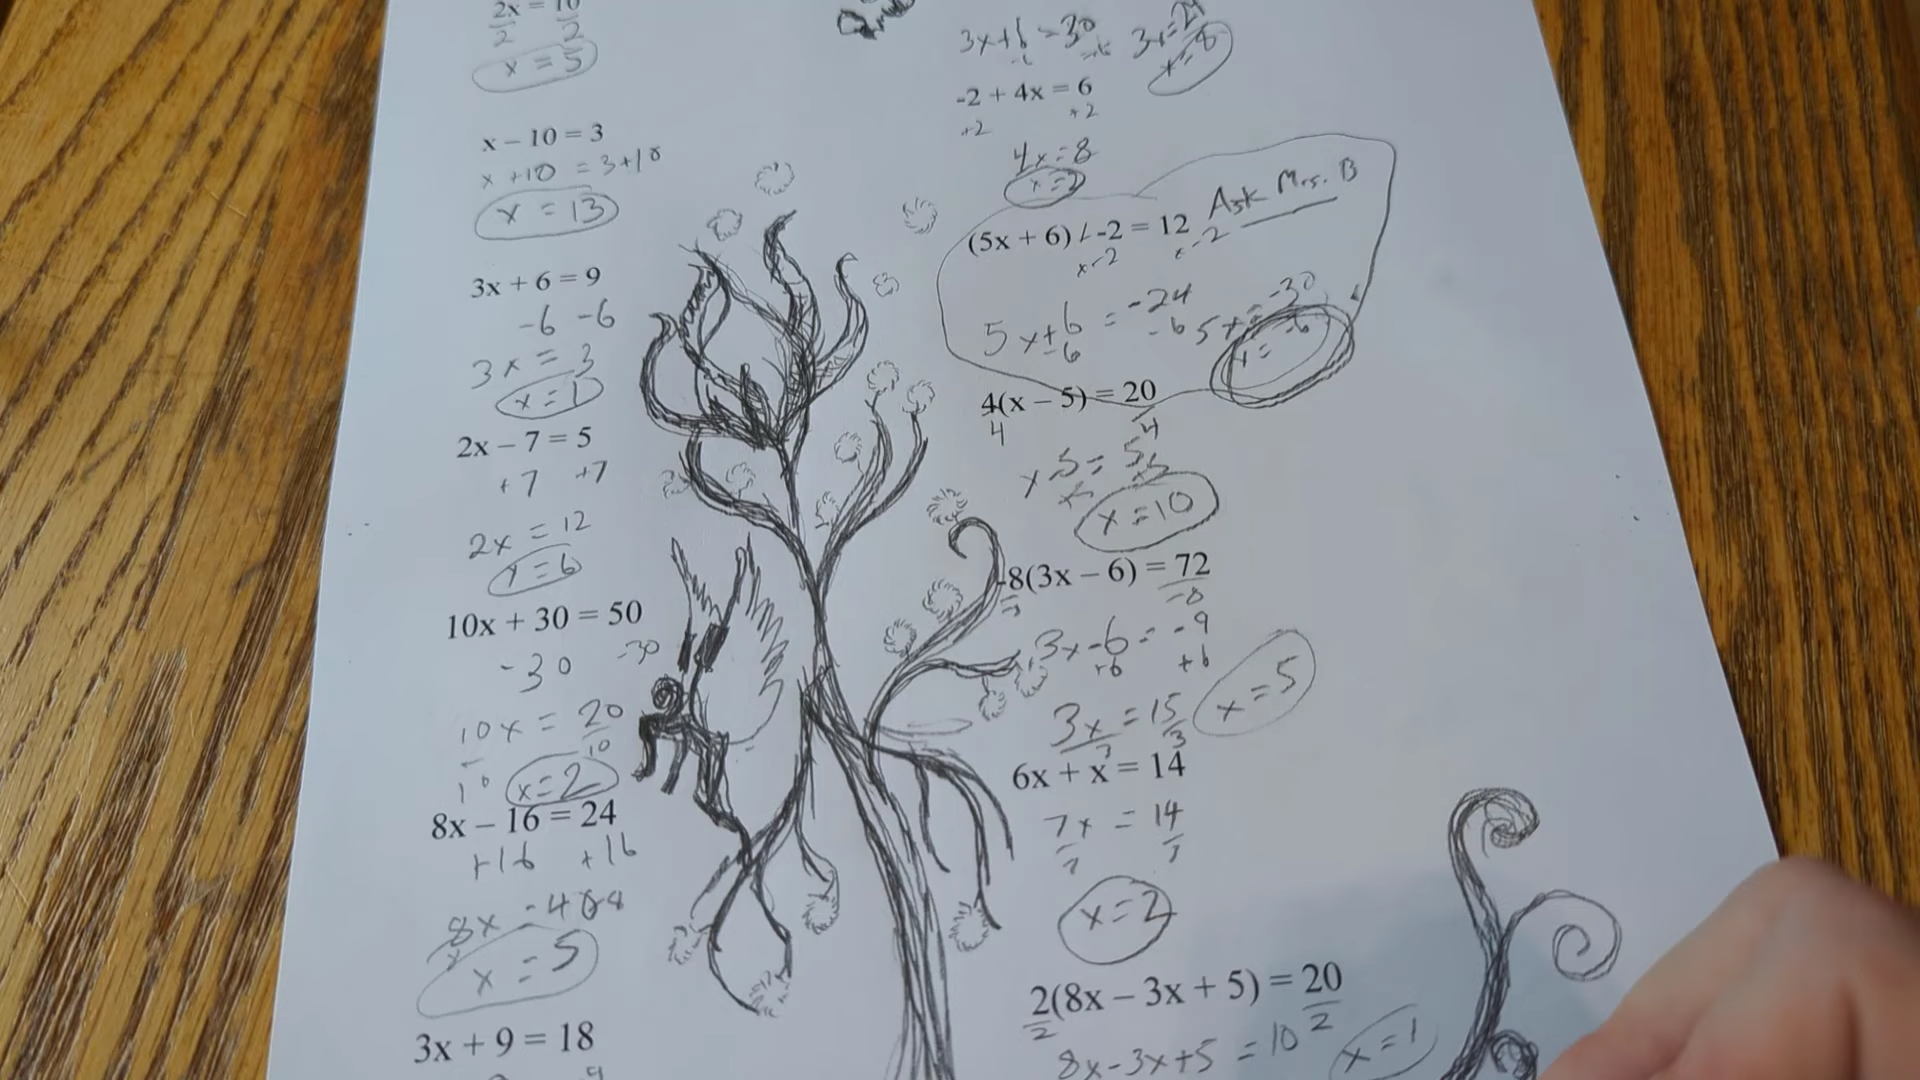 2x = 10
2 2
x = 5
x – 10 = 3
x +10 = 3+10
x = 13
3x + 6 = 9
-6 -6
3x = 3
x = 1
2x – 7 = 5
+7 +7
2x = 12
x = 6
10x + 30 = 50
-30 -30
10x = 20
10 10
x = 2
8x – 16 = 24
+16 +16
8x
x = 5
3x + 9 = 18
9
3x+6 = 30
-6 -6
3x=24
x=8
-2 + 4x = 6
+2 +2
4x=8
x=2
Ask Mrs. B
(5x + 6) / -2 = 12
x-2 x-2
5x+6 = -24
-6 -6
5x = -30
x = -6
4(x – 5) = 20
4 4
x-5 = 5
+5 +5
x = 10
-8(3x – 6) = 72
-8
3x-6 = -9
+6 +6
3x = 15
3 3
x = 5
6x + x = 14
7x = 14
7 7
x=2
2(8x – 3x + 5) = 20
2 2
8x-3x+5 = 10
x=1